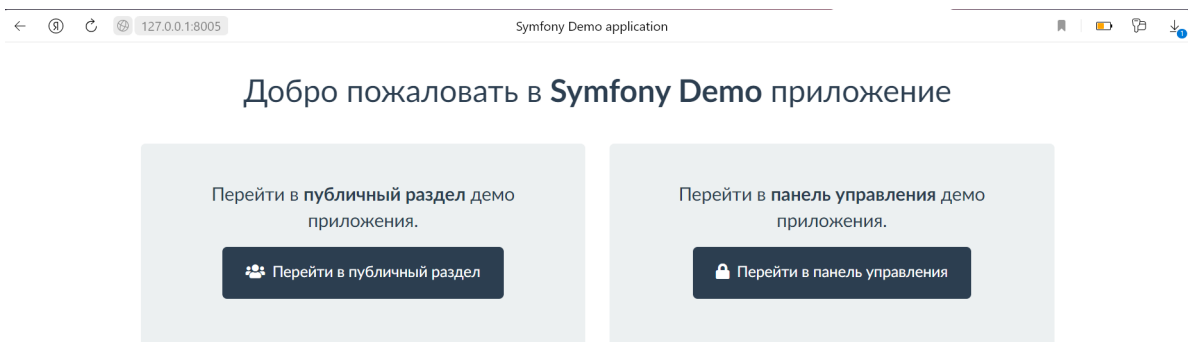 127.0.0.1:8005
Symfony Demo application
1
Добро пожаловать в Symfony Demo приложение
Перейти в публичный раздел демо
приложения.
Перейти в публичный раздел
Перейти в панель управления демо
приложения.
Перейти в панель управления